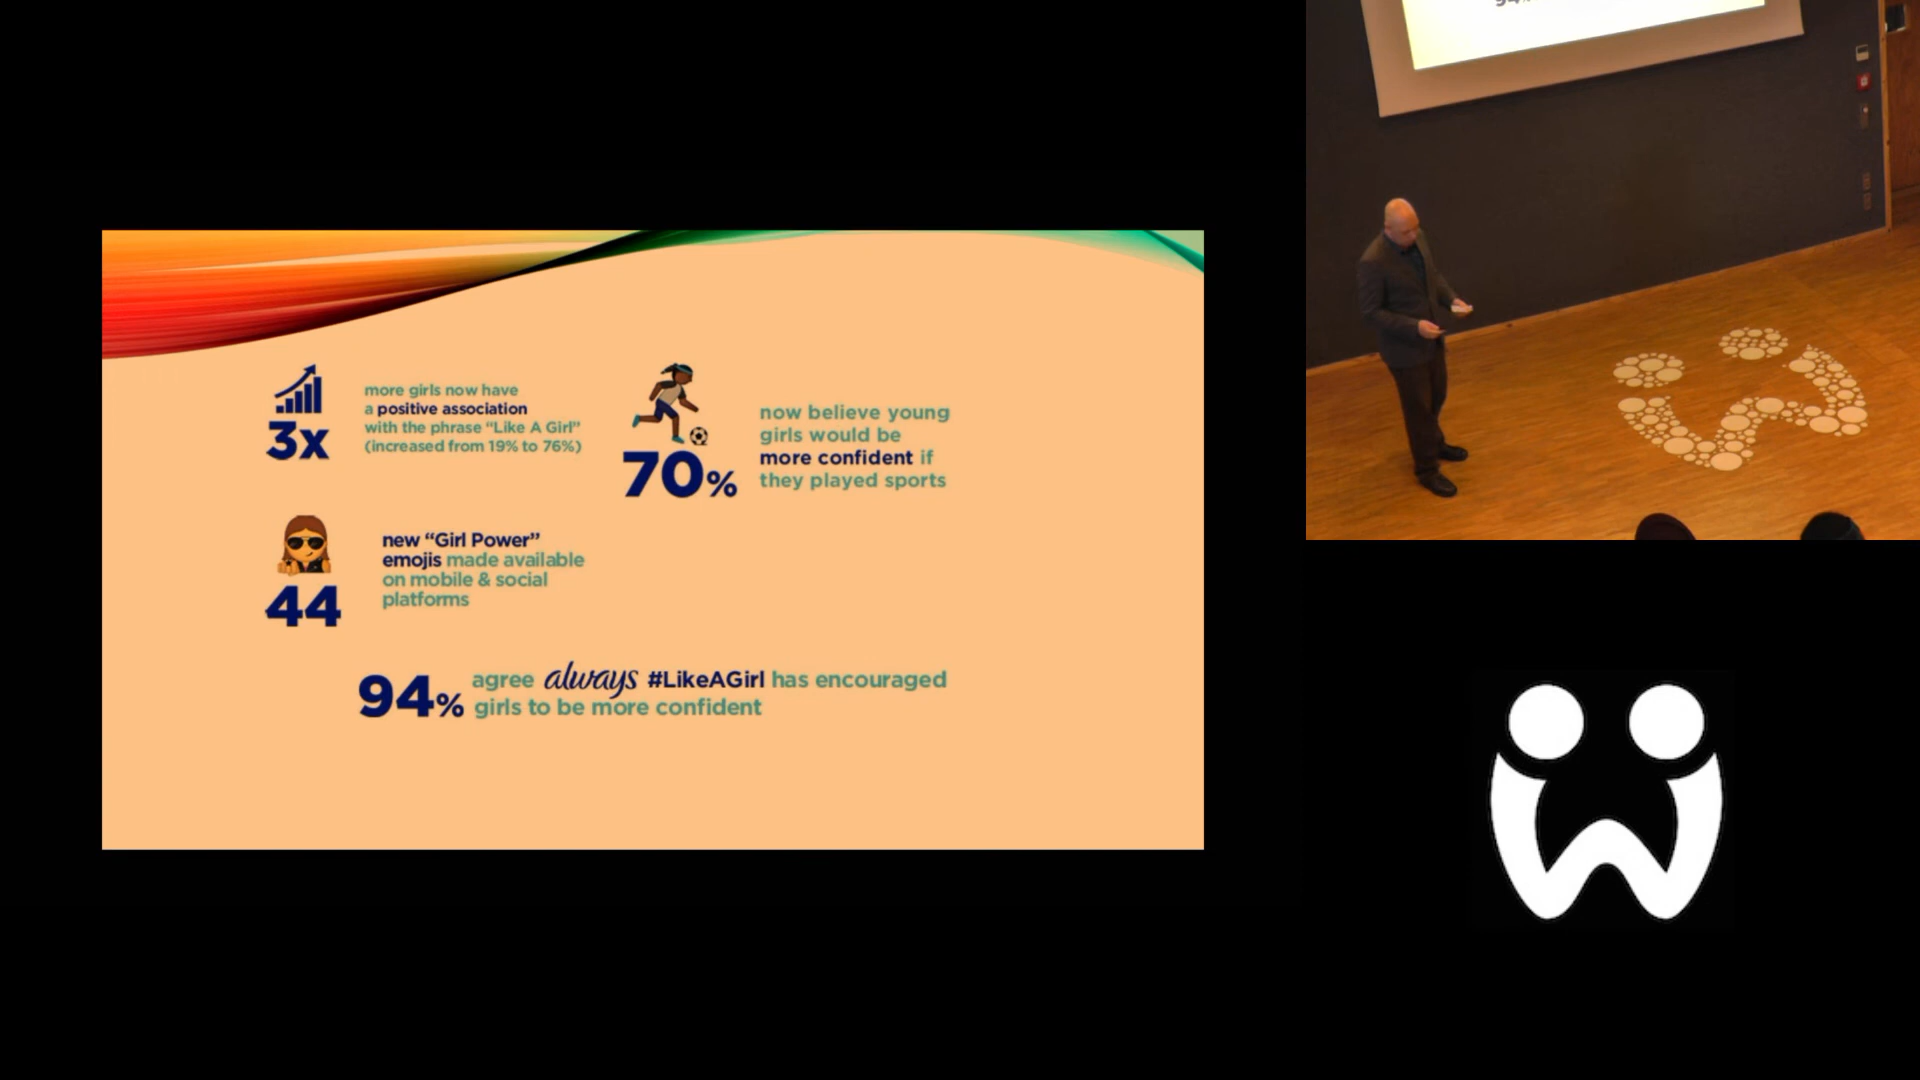 3x
more girls now have
a positive association
with the phrase “Like A Girl”
(increased from 19% to 76%)
70%
now believe young
girls would be
more confident if
they played sports
44
new “Girl Power”
emojis made available
on mobile & social
platforms
94%
agree always #LikeAGirl has encouraged
girls to be more confident